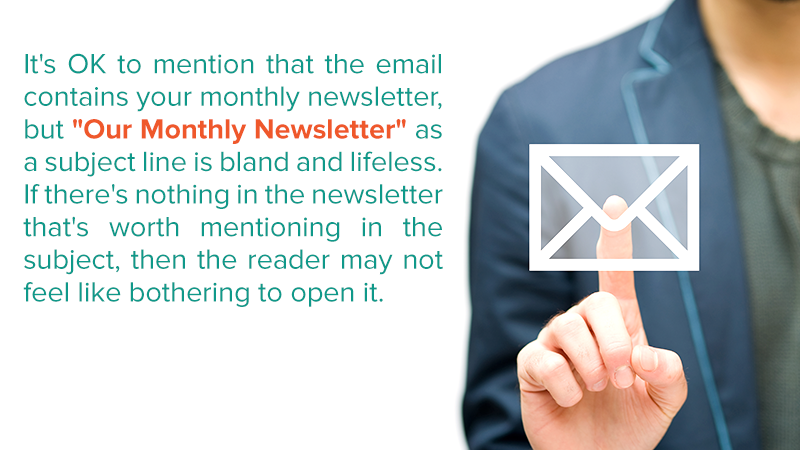 It's OK to mention that the email
contains your monthly newsletter,
but "Our Monthly Newsletter" as
a subject line is bland and lifeless.
If there's nothing in the newsletter
that's worth mentioning in the
subject, then the reader may not
feel like bothering to open it.